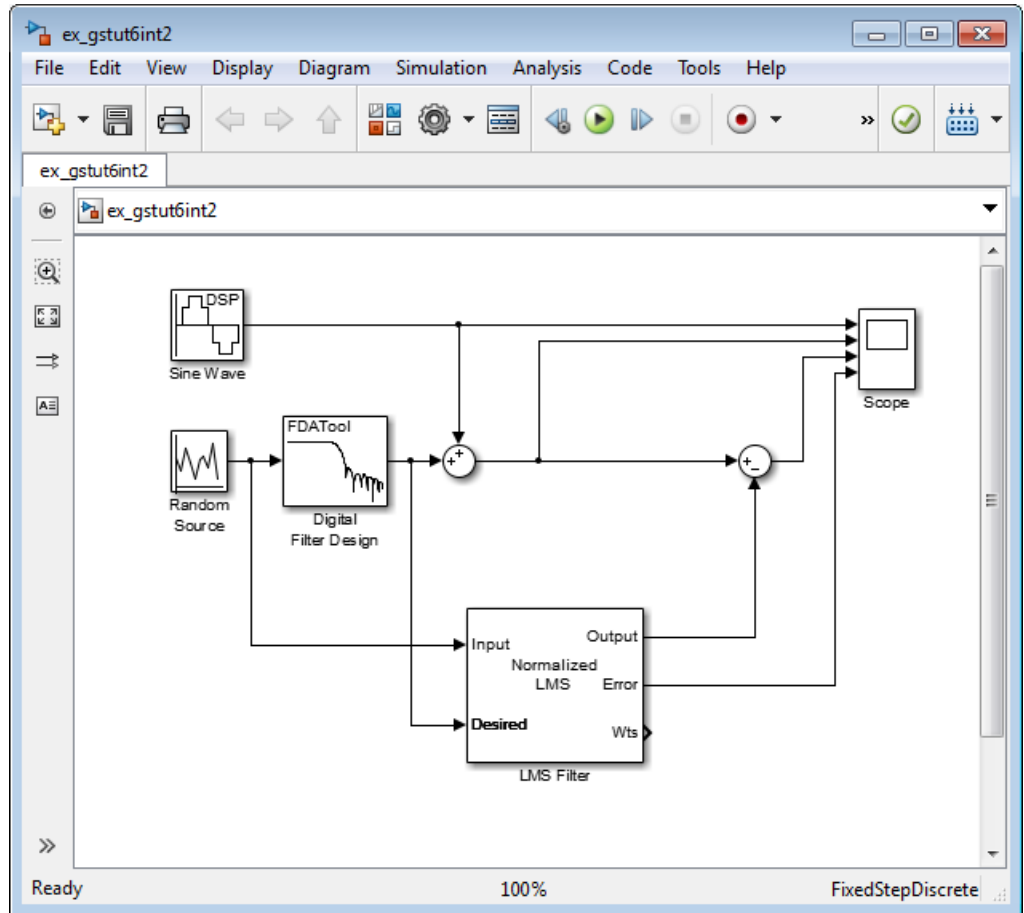 ex_gstut6int2
File Edit View Display Diagram Simulation Analysis Code Tools Help
»
ex_gstut6int2
ex_gstut6int2
DSP
Sine Wave
Scope
FDATool
Random
Source
Digital
Filter Design
Input
Output
Normalized
LMS
Error
Desired
Wts
LMS Filter
»
Ready
100%
FixedStepDiscrete